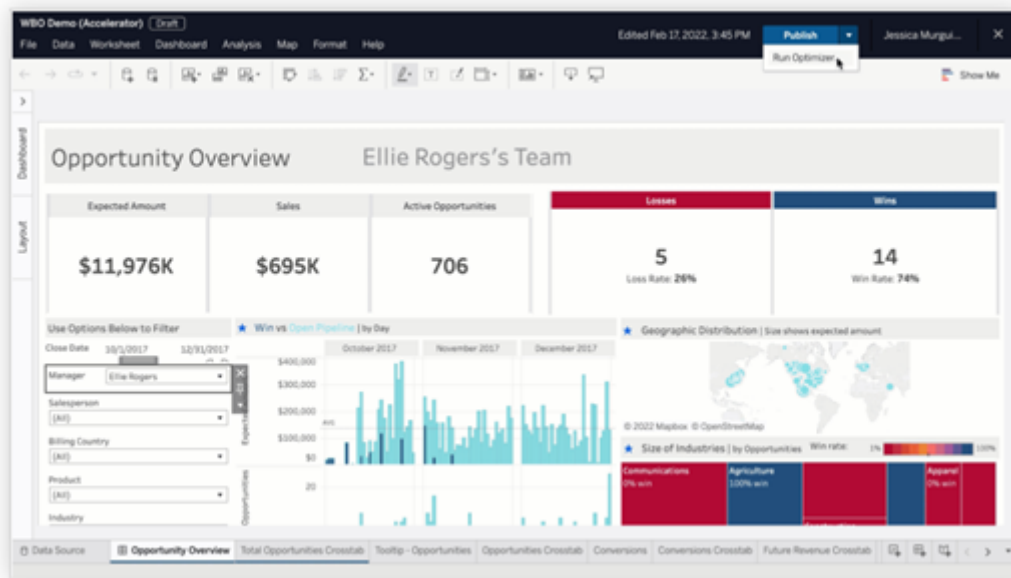 WBO Demo (Accelerator) Draft
File Data Worksheet Dashboard Analysis Map Format Help
Edited Feb 17, 2022, 3:45 PM
Publish
Jessica Murgui...
Run Optimizer
Show Me
Dashboard
Layout
Opportunity Overview
Ellie Rogers's Team
Expected Amount
Sales
Active Opportunities
Losses
Wins
$11,976K
$695K
706
5
Loss Rate: 26%
14
Win Rate: 74%
Use Options Below to Filter
Close Date
10/1/2017
12/31/2017
Manager
Ellie Rogers
Salesperson
(All)
Billing Country
(All)
Product
(All)
Industry
Win vs Open Pipeline | by Day
October 2017
November 2017
December 2017
$400,000
$300,000
$200,000
$100,000
$0
20
Opportunities
Geographic Distribution | Size shows expected amount
© 2022 Mapbox © OpenStreetMap
Size of Industries | by Opportunities
Win rate:
1%
100%
Communications
0% win
Agriculture
100% win
Apparel
0% win
Data Source
Opportunity Overview
Total Opportunities Crosstab
Tooltip - Opportunities
Opportunities Crosstab
Conversions
Conversions Crosstab
Future Revenue Crosstab